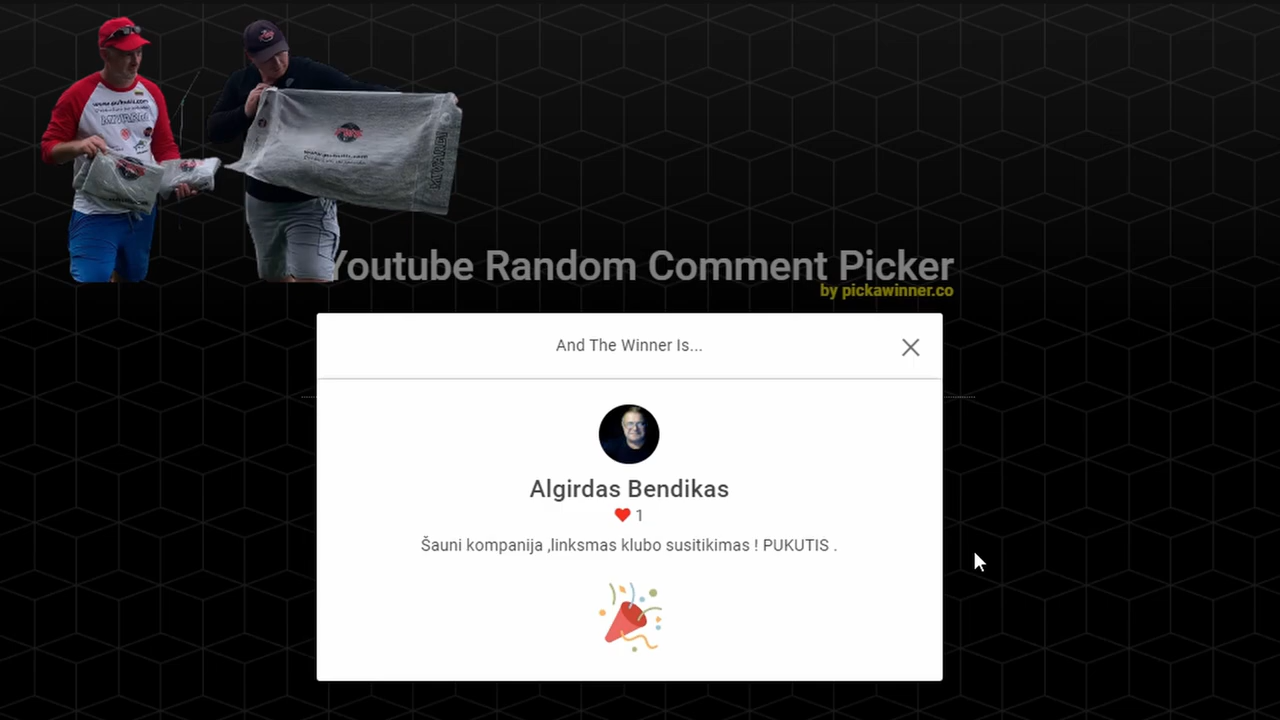 MIVARDI
Youtube Random Comment Picker
by pickawinner.co
And The Winner Is...
Algirdas Bendikas
1
Šauni kompanija ,linksmas klubo susitikimas ! PUKUTIS .